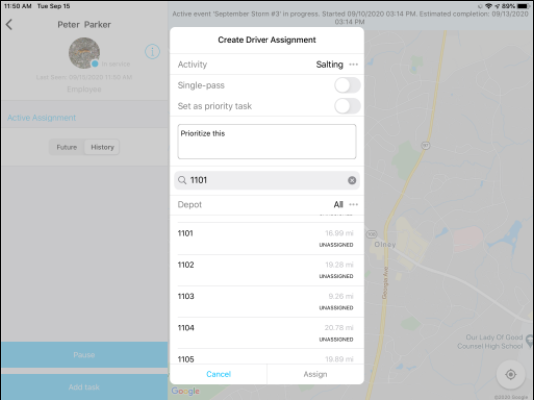 11:50 AM Tue Sep 15
89%
Active event 'September Storm #3' in progress. Started 09/10/2020 03:14 PM. Estimated completion: 09/13/2020
03:14 PM
Peter Parker
In service
Last Seen: 09/15/2020 11:50 AM
Employee
Active Assignment
Future
History
Pause
Add task
Create Driver Assignment
Activity
Salting
Single-pass
Set as priority task
Prioritize this
1101
Depot
All
1101
16.99 mi
UNASSIGNED
1102
19.28 mi
UNASSIGNED
1103
9.26 mi
UNASSIGNED
1104
20.76 mi
UNASSIGNED
1105
19.89 mi
Cancel
Assign
97
Olney
Georgia Ave
Our Lady Of Good
Counsel High School
Google
©2020 Google